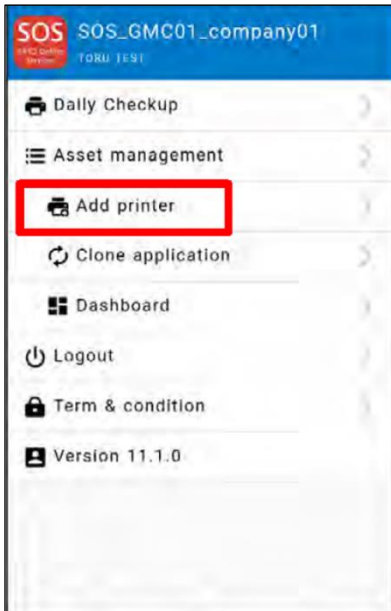 SOS
SOS_GMC01_company01
TORU TEST
Daily Checkup
Asset management
Add printer
Clone application
Dashboard
Logout
Term & condition
Version 11.1.0